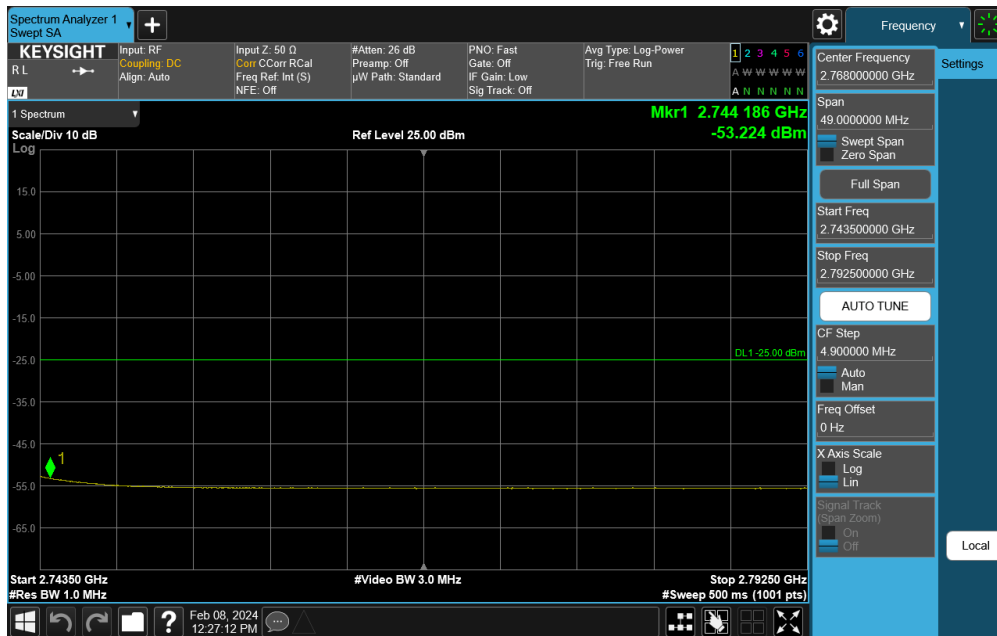 Spectrum Analyzer 1
Swept SA
KEYSIGHT
R L
LXI
Input: RF
Coupling: DC
Align: Auto
Input Z: 50 Ω
Corr CCorr RCal
Freq Ref: Int (S)
NFE: Off
#Atten: 26 dB
Preamp: Off
µW Path: Standard
PNO: Fast
Gate: Off
IF Gain: Low
Sig Track: Off
Avg Type: Log-Power
Trig: Free Run
1 2 3 4 5 6
A W W W W W
A N N N N N
1 Spectrum
Mkr1 2.744 186 GHz
-53.224 dBm
Scale/Div 10 dB
Ref Level 25.00 dBm
Log
15.0
5.00
-5.00
-15.0
DL1 -25.00 dBm
-25.0
-35.0
-45.0
1
-55.0
-65.0
Start 2.74350 GHz
#Video BW 3.0 MHz
Stop 2.79250 GHz
#Res BW 1.0 MHz
#Sweep 500 ms (1001 pts)
Feb 08, 2024
12:27:12 PM
Frequency
Settings
Center Frequency
2.768000000 GHz
Span
49.0000000 MHz
Swept Span
Zero Span
Full Span
Start Freq
2.743500000 GHz
Stop Freq
2.792500000 GHz
AUTO TUNE
CF Step
4.900000 MHz
Auto
Man
Freq Offset
0 Hz
X Axis Scale
Log
Lin
Signal Track
(Span Zoom)
On
Off
Local